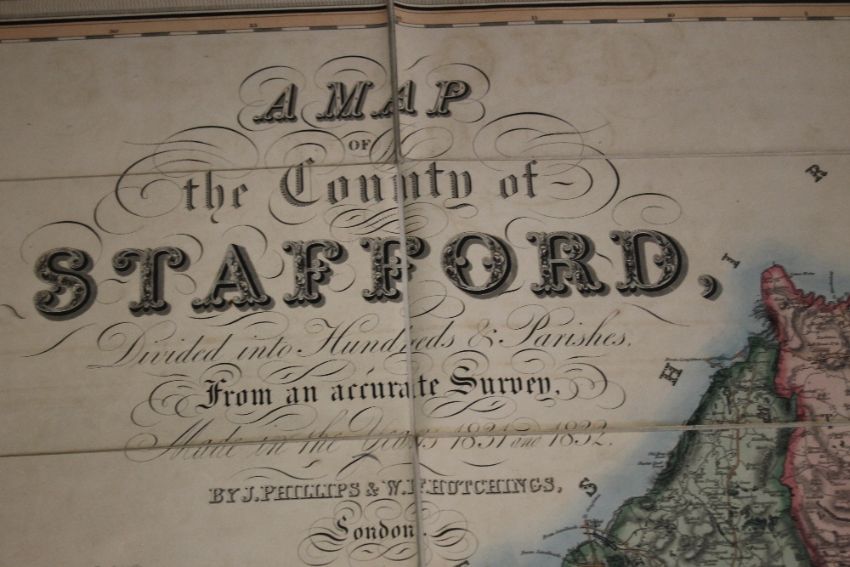 A MAP
OF
the County of
STAFFORD,
Divided into Hundreds & Parishes,
From an accurate Survey,
Made in the Years 1831 and 1832.
BY J. PHILLIPS & W. F. HUTCHINGS,
London.
R
I
H
S